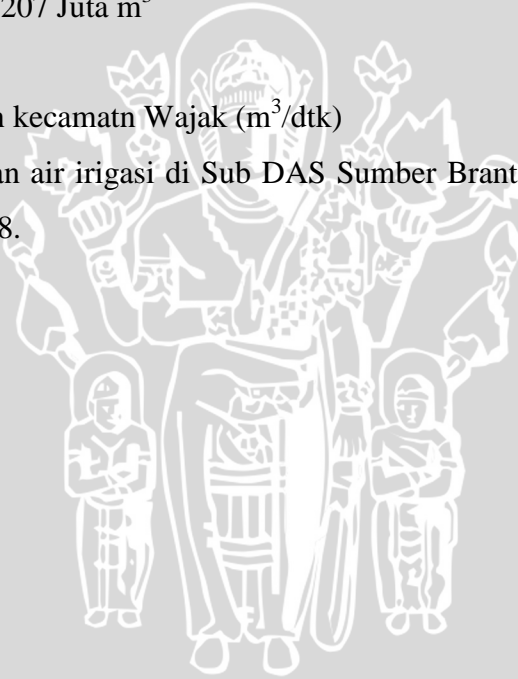 207 Juta m³
n kecamatn Wajak (m³/dtk)
an air irigasi di Sub DAS Sumber Brant
8.